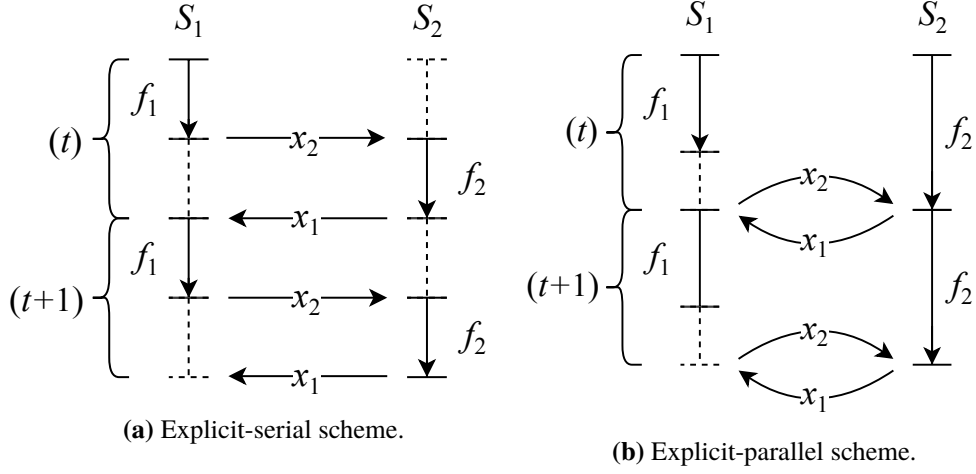 S1 S2
f1
(t) x2
f2
x1
f1
(t+1) x2
f2
x1
(a) Explicit-serial scheme.
S1 S2
f1
(t) f2
x2
x1
f1
(t+1) f2
x2
x1
(b) Explicit-parallel scheme.